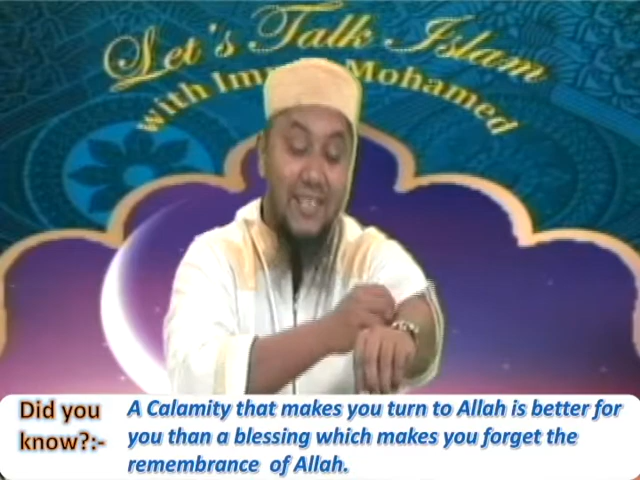 Let's Talk Islam
with Mohamed
Did you
know?:-
A Calamity that makes you turn to Allah is better for
you than a blessing which makes you forget the
remembrance of Allah.